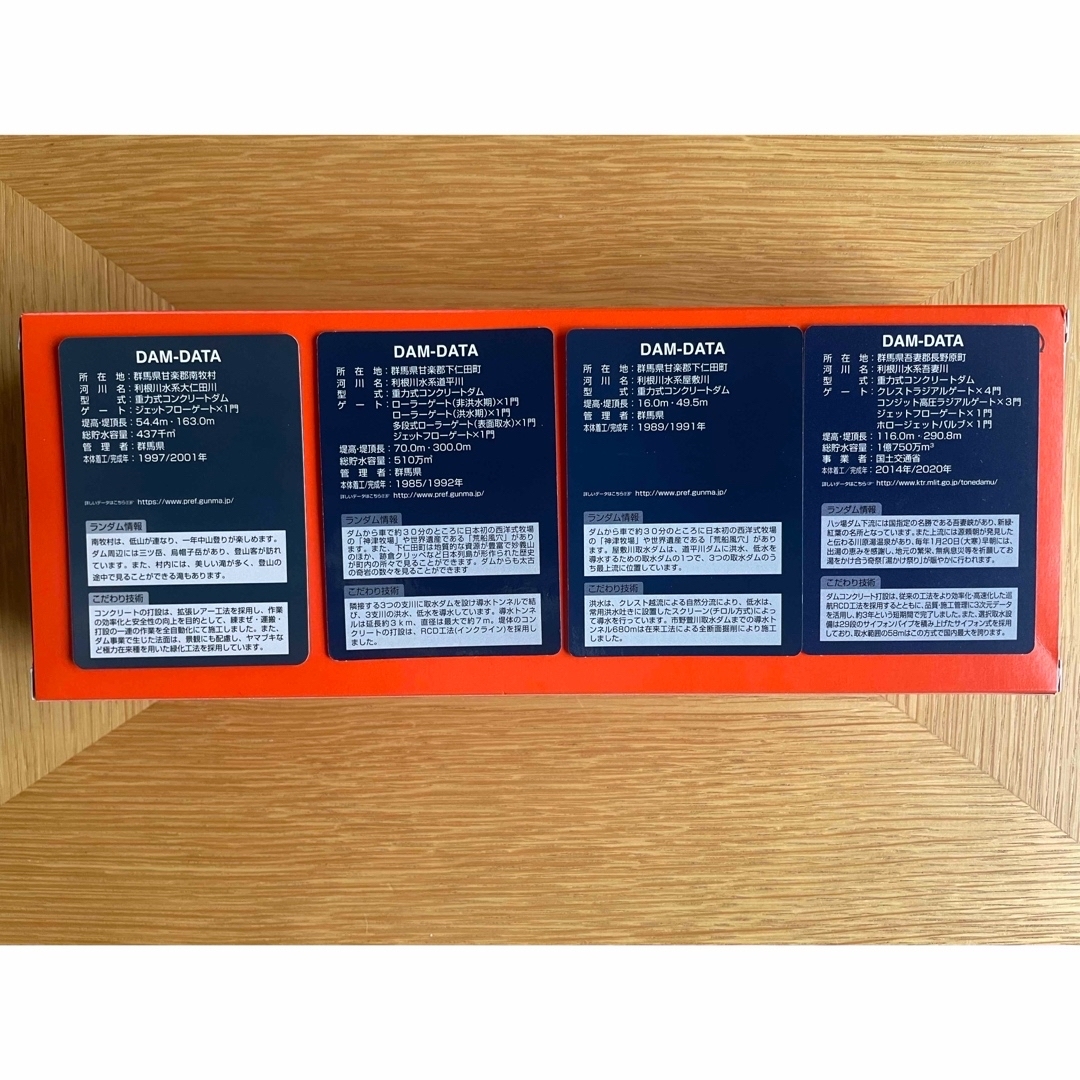 DAM-DATA
所在地：群馬県甘楽郡南牧村
河川名：利根川水系大仁田川
型式：重力式コンクリートダム
ゲート：ジェットフローゲート×1門
堤高・堤頂長：54.4m・163.0m
総貯水容量：437千㎥
管理者：群馬県
本体着工/完成年：1997/2001年
詳しいデータはこちら☞ https://www.pref.gunma.jp/
ランダム情報
南牧村は、低山が連なり、一年中山登りが楽しめます。
ダム周辺には三ツ岳、烏帽子岳があり、登山客が訪れ
ています。また、村内には、美しい滝が多く、登山の
途中で見ることができる滝もあります。
こだわり技術
コンクリートの打設は、拡張レアー工法を採用し、作業
の効率化と安全性の向上を目的として、練まぜ・運搬・
打設の一連の作業を全自動化にて施工しました。また、
ダム事業で生じた法面は、景観にも配慮し、ヤマブキな
ど極力在来種を用いた緑化工法を採用しています。
DAM-DATA
所在地：群馬県甘楽郡下仁田町
河川名：利根川水系道平川
型式：重力式コンクリートダム
ゲート：ローラーゲート(非洪水期)×1門
ローラーゲート(洪水期)×1門
多段式ローラーゲート(表面取水)×1門
ジェットフローゲート×1門
堤高・堤頂長：70.0m・300.0m
総貯水容量：510万㎥
管理者：群馬県
本体着工/完成年：1985/1992年
詳しいデータはこちら☞ http://www.pref.gunma.jp/
ランダム情報
ダムから車で約30分のところに日本初の西洋式牧場
の「神津牧場」や世界遺産である「荒船風穴」があり
ます。また、下仁田町は地質的な資源が豊富で妙義山
のほか、跡倉クリッペなど日本列島が形作られた歴史
が町内の所々で見ることができます。ダムからも太古
の奇岩の数々を見ることができます
こだわり技術
隣接する3つの支川に取水ダムを設け導水トンネルで結
び、3支川の洪水、低水を導水しています。導水トンネ
ルは延長約3km、直径は最大で約7m。堤体のコン
クリートの打設は、RCD工法(インクライン)を採用し
ました。
DAM-DATA
所在地：群馬県甘楽郡下仁田町
河川名：利根川水系屋敷川
型式：重力式コンクリートダム
堤高・堤頂長：16.0m・49.5m
管理者：群馬県
本体着工/完成年：1989/1991年
詳しいデータはこちら☞ http://www.pref.gunma.jp/
ランダム情報
ダムから車で約30分のところに日本初の西洋式牧場
の「神津牧場」や世界遺産である「荒船風穴」があり
ます。屋敷川取水ダムは、道平川ダムに洪水、低水を
導水するための取水ダムの1つで、3つの取水ダムのう
ち最上流に位置しています。
こだわり技術
洪水は、クレスト越流による自然分流により、低水は、
常用洪水吐きに設置したスクリーン(チロル方式)によっ
て導水を行っています。市野萱川取水ダムまでの導水ト
ンネル680mは在来工法による全断面掘削により施工し
ました。
DAM-DATA
所在地：群馬県吾妻郡長野原町
河川名：利根川水系吾妻川
型式：重力式コンクリートダム
ゲート：クレストラジアルゲート×4門
コンジット高圧ラジアルゲート×3門
ジェットフローゲート×1門
ホロージェットバルブ×1門
堤高・堤頂長：116.0m・290.8m
総貯水容量：1億750万m³
事業者：国土交通省
本体着工/完成年：2014年/2020年
詳しいデータはこちら☞ http://www.ktr.mlit.go.jp/tonedamu/
ランダム情報
八ッ場ダム下流には国指定の名勝である吾妻峡があり、新緑・
紅葉の名所となっています。また上流には源頼朝が発見した
と伝わる川原湯温泉があり、毎年1月20日(大寒)早朝には、
出湯の恵みを感謝し、地元の繁栄、無病息災等を祈願してお
湯をかけ合う奇祭「湯かけ祭り」が賑やかに行われます。
こだわり技術
ダムコンクリート打設は、従来の工法をより効率化・高速化した巡
航RCD工法を採用するとともに、品質・施工管理に3次元データ
を活用し、約3年という短期間で完了しました。また、選択取水設
備は29段のサイフォンパイプを積み上げたサイフォン式を採用
しており、取水範囲の58mはこの方式で国内最大を誇ります。